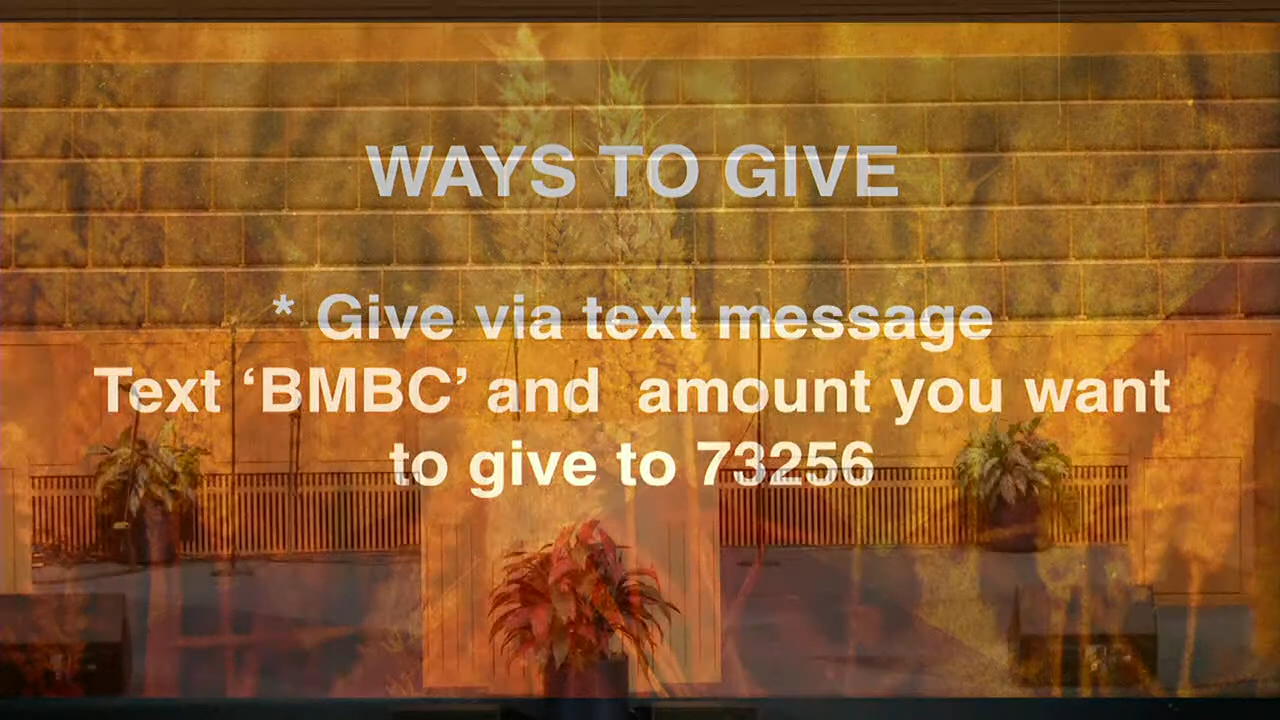 WAYS TO GIVE
* Give via text message
Text ‘BMBC’ and  amount you want
to give to 73256